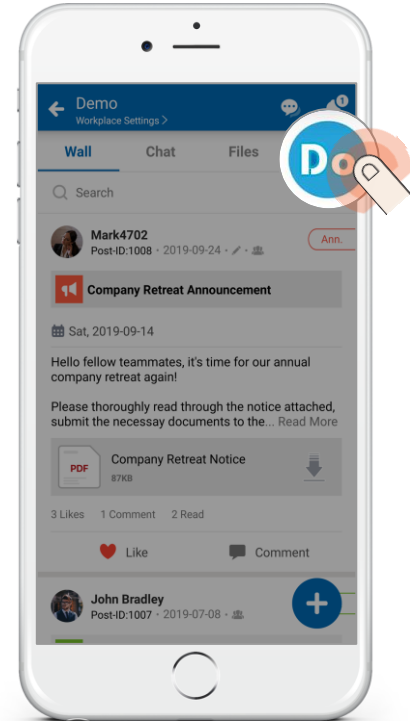 Demo
Workplace Settings >
1
Wall Chat Files
Do
Search
Mark4702
Post-ID:1008 · 2019-09-24 ·
Ann.
Company Retreat Announcement
Sat, 2019-09-14
Hello fellow teammates, it's time for our annual
company retreat again!
Please thoroughly read through the notice attached,
submit the necessay documents to the... Read More
PDF
Company Retreat Notice
87KB
3 Likes 1 Comment 2 Read
Like Comment
John Bradley
Post-ID:1007 · 2019-07-08 ·
+